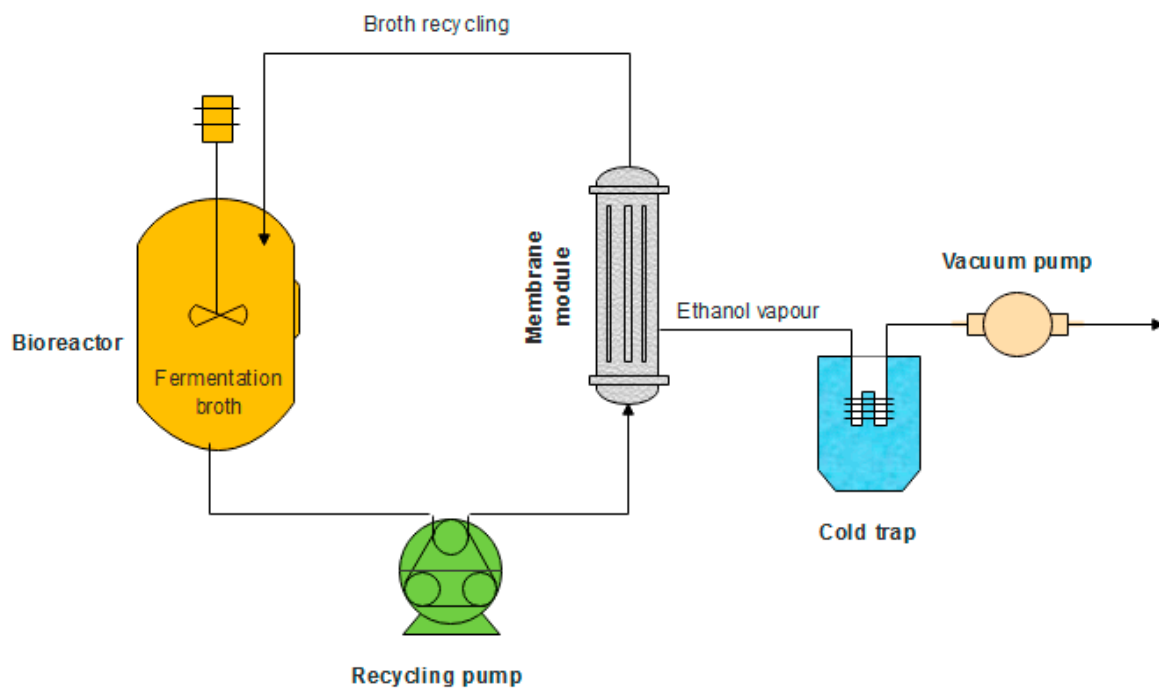 Broth recycling
Membrane
module
Vacuum pump
Ethanol vapour
Bioreactor
Fermentation
broth
Cold trap
Recycling pump